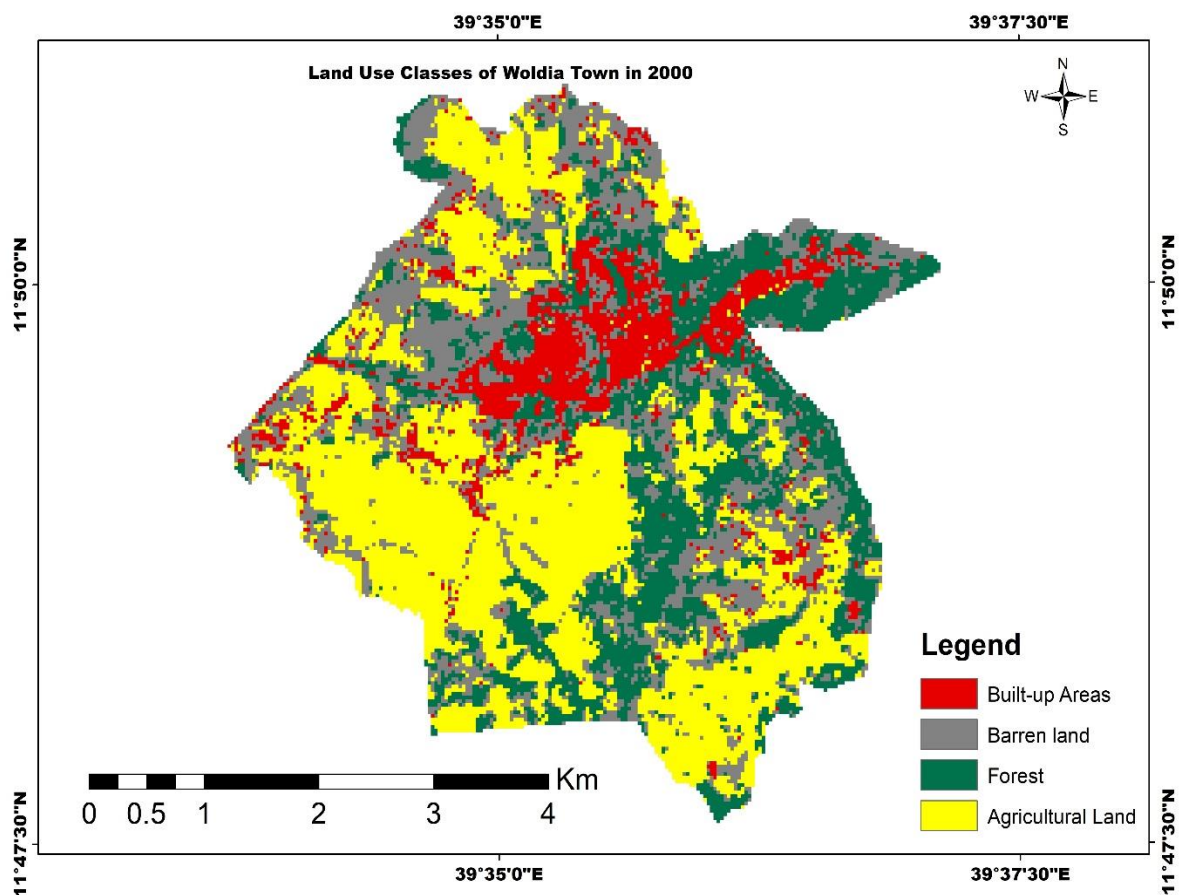 39°35'0"E 39°37'30"E
Land Use Classes of Woldia Town in 2000
N
W E
S
11°50'0"N 11°50'0"N
Legend
Built-up Areas
Barren land
Forest
Agricultural Land
Km
0 0.5 1 2 3 4
11°47'30"N 11°47'30"N
39°35'0"E 39°37'30"E